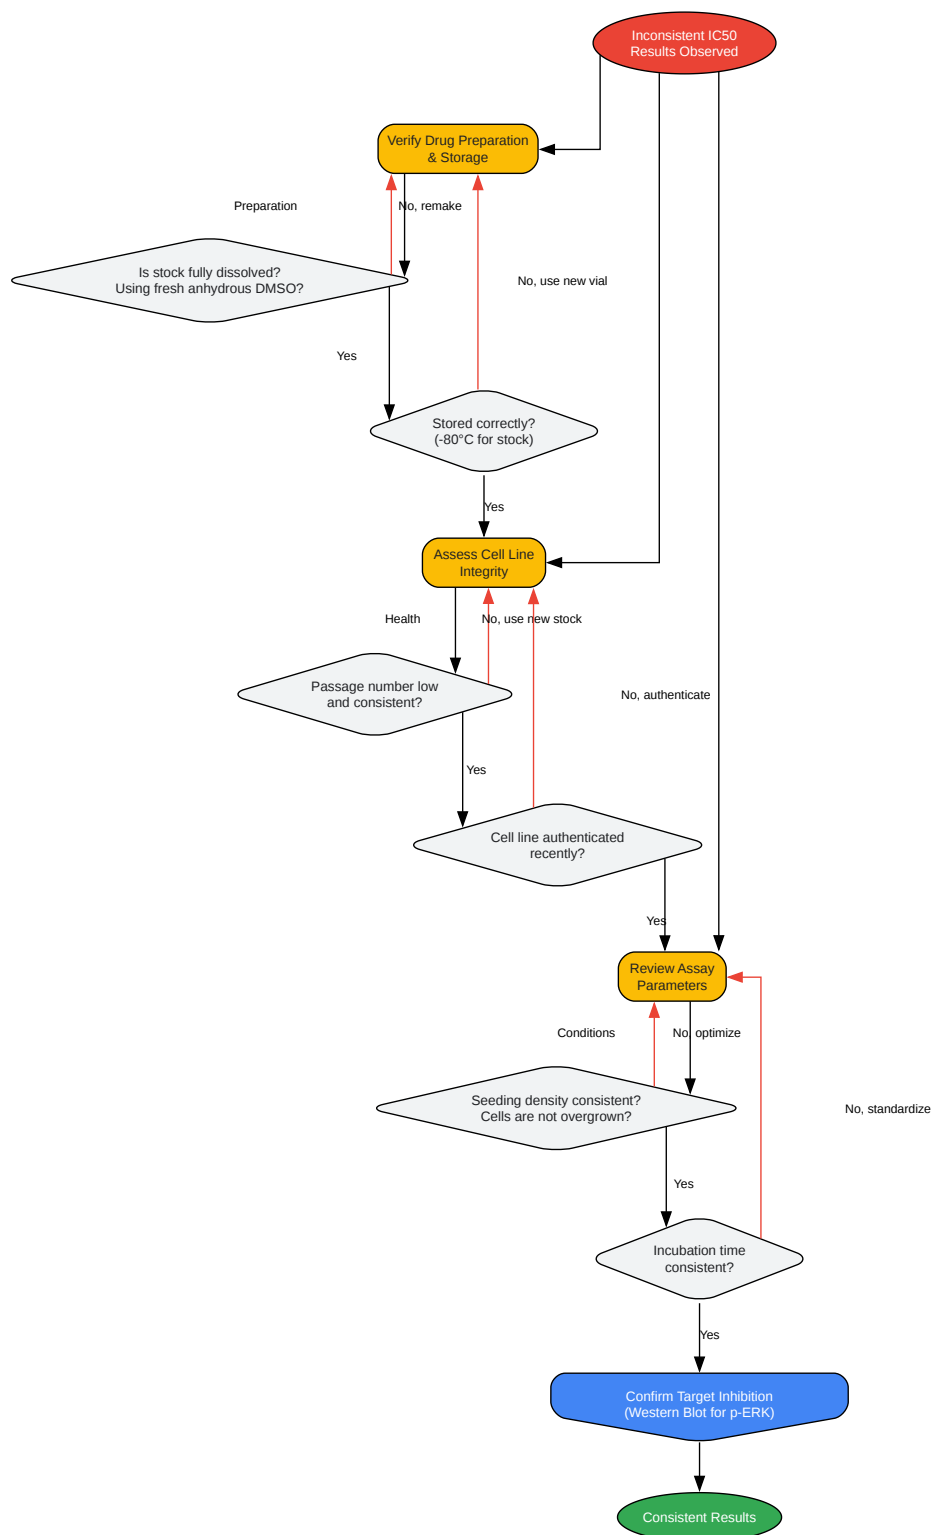 Inconsistent IC50
Results Observed
Verify Drug Preparation
& Storage
Preparation
No, remake
Is stock fully dissolved?
Using fresh anhydrous DMSO?
No, use new vial
Yes
Stored correctly?
(-80°C for stock)
Yes
Assess Cell Line
Integrity
Health
No, use new stock
Passage number low
and consistent?
No, authenticate
Yes
Cell line authenticated
recently?
Yes
Review Assay
Parameters
Conditions
No, optimize
Seeding density consistent?
Cells are not overgrown?
No, standardize
Yes
Incubation time
consistent?
Yes
Confirm Target Inhibition
(Western Blot for p-ERK)
Consistent Results